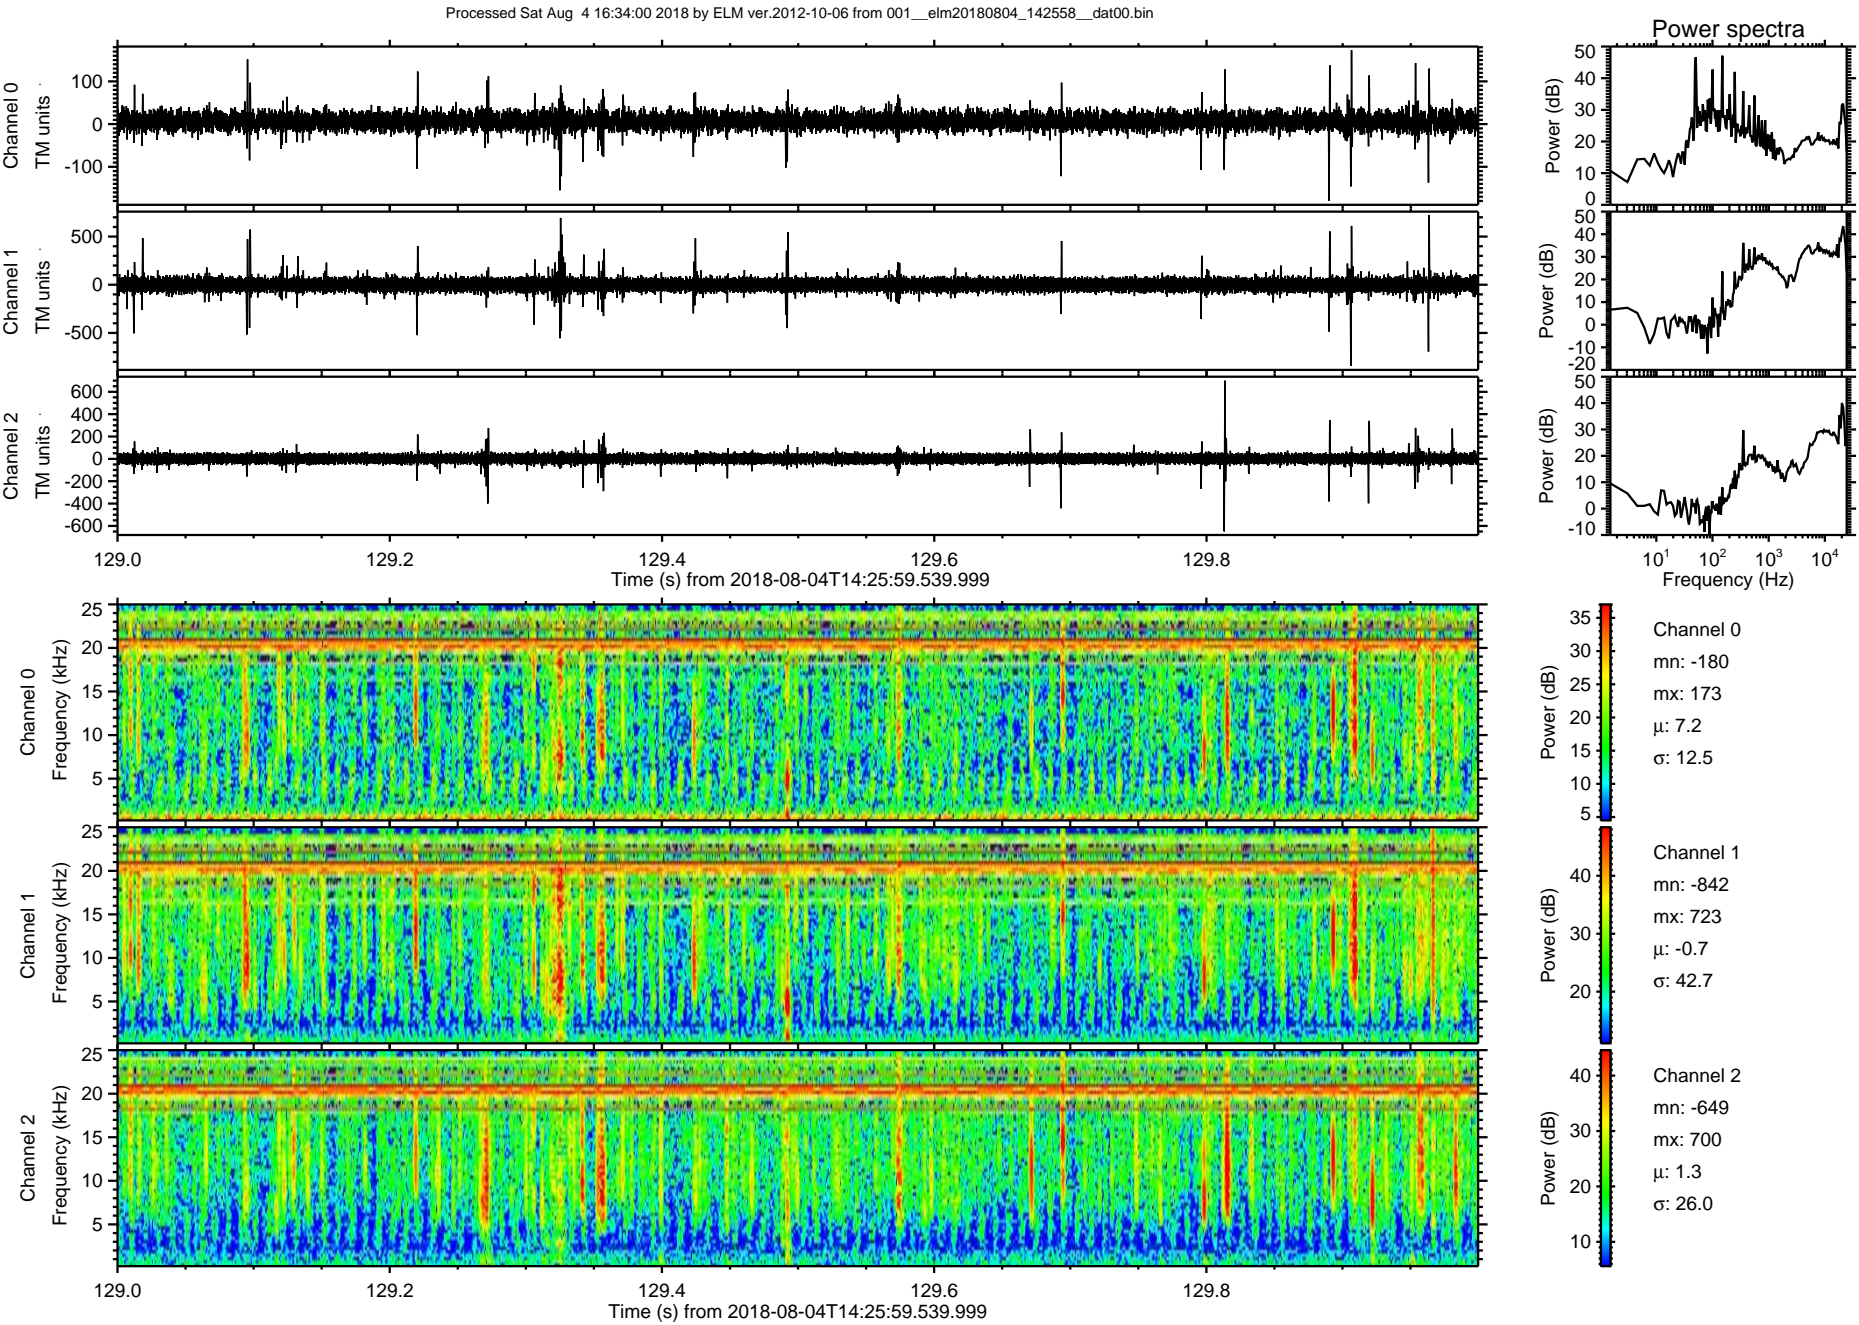 Processed Sat Aug  4 16:34:00 2018 by ELM ver.2012-10-06 from 001__elm20180804_142558__dat00.bin
Power spectra
Channel 0
TM units
100
0
-100
Power (dB)
50
40
30
20
10
0
Channel 1
TM units
500
0
-500
Power (dB)
50
40
30
20
10
0
-10
-20
Channel 2
TM units
600
400
200
0
-200
-400
-600
Power (dB)
50
40
30
20
10
0
-10
129.0 129.2 129.4 129.6 129.8
Time (s) from 2018-08-04T14:25:59.539.999
10¹ 10² 10³ 10⁴
Frequency (Hz)
Channel 0
Frequency (kHz)
25
20
15
10
5
Power (dB)
35
30
25
20
15
10
5
Channel 0
mn: -180
mx: 173
μ: 7.2
σ: 12.5
Channel 1
Frequency (kHz)
25
20
15
10
5
Power (dB)
40
30
20
Channel 1
mn: -842
mx: 723
μ: -0.7
σ: 42.7
Channel 2
Frequency (kHz)
25
20
15
10
5
Power (dB)
40
30
20
10
Channel 2
mn: -649
mx: 700
μ: 1.3
σ: 26.0
129.0 129.2 129.4 129.6 129.8
Time (s) from 2018-08-04T14:25:59.539.999